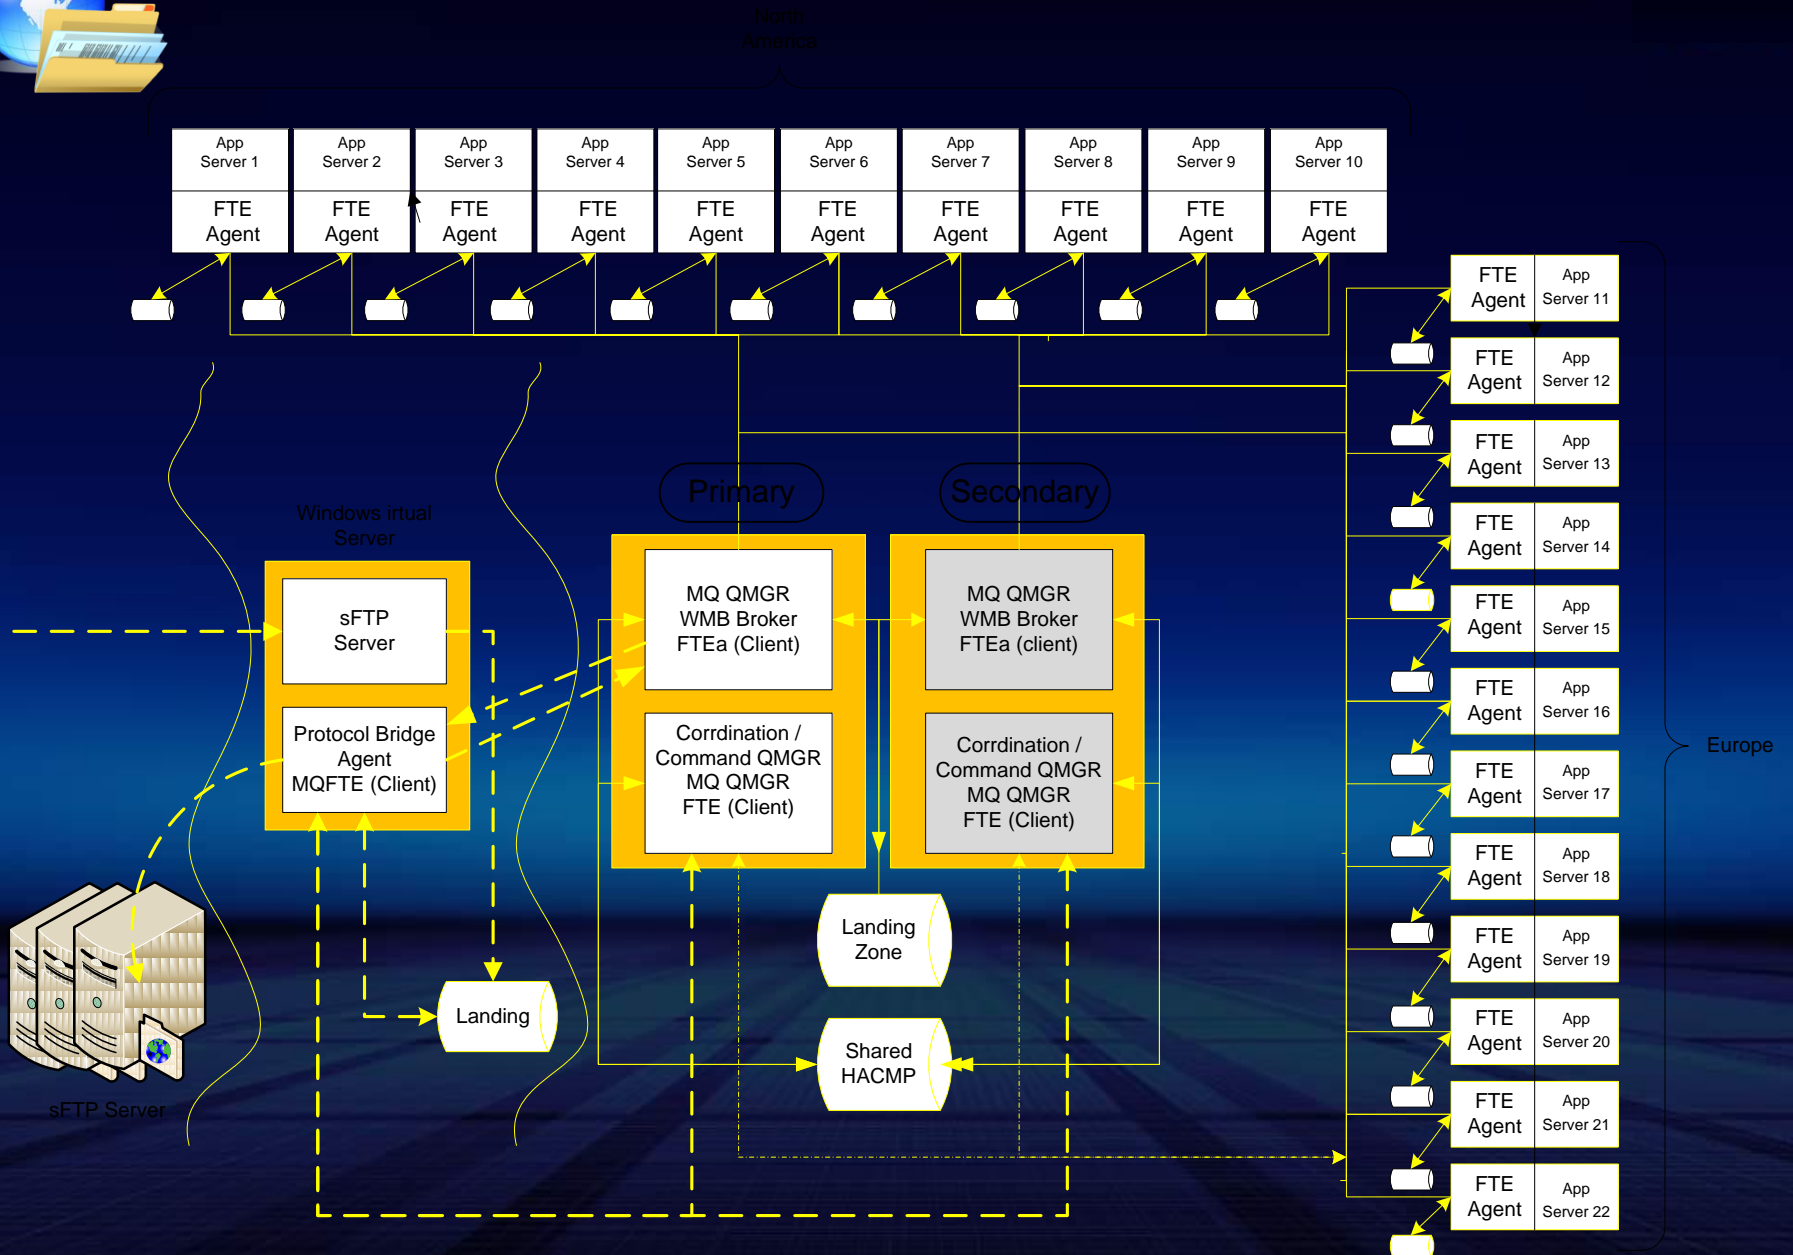 North
America
App
Server 1
App
Server 2
App
Server 3
App
Server 4
App
Server 5
App
Server 6
App
Server 7
App
Server 8
App
Server 9
App
Server 10
FTE
Agent
FTE
Agent
FTE
Agent
FTE
Agent
FTE
Agent
FTE
Agent
FTE
Agent
FTE
Agent
FTE
Agent
FTE
Agent
FTE
Agent
App
Server 11
FTE
Agent
App
Server 12
FTE
Agent
App
Server 13
FTE
Agent
App
Server 14
FTE
Agent
App
Server 15
FTE
Agent
App
Server 16
FTE
Agent
App
Server 17
FTE
Agent
App
Server 18
FTE
Agent
App
Server 19
FTE
Agent
App
Server 20
FTE
Agent
App
Server 21
FTE
Agent
App
Server 22
Europe
Primary
Secondary
Windows irtual
Server
sFTP
Server
Protocol Bridge
Agent
MQFTE (Client)
MQ QMGR
WMB Broker
FTEa (Client)
Corrdination /
Command QMGR
MQ QMGR
FTE (Client)
MQ QMGR
WMB Broker
FTEa (client)
Corrdination /
Command QMGR
MQ QMGR
FTE (Client)
Landing
Zone
Landing
Shared
HACMP
sFTP Server